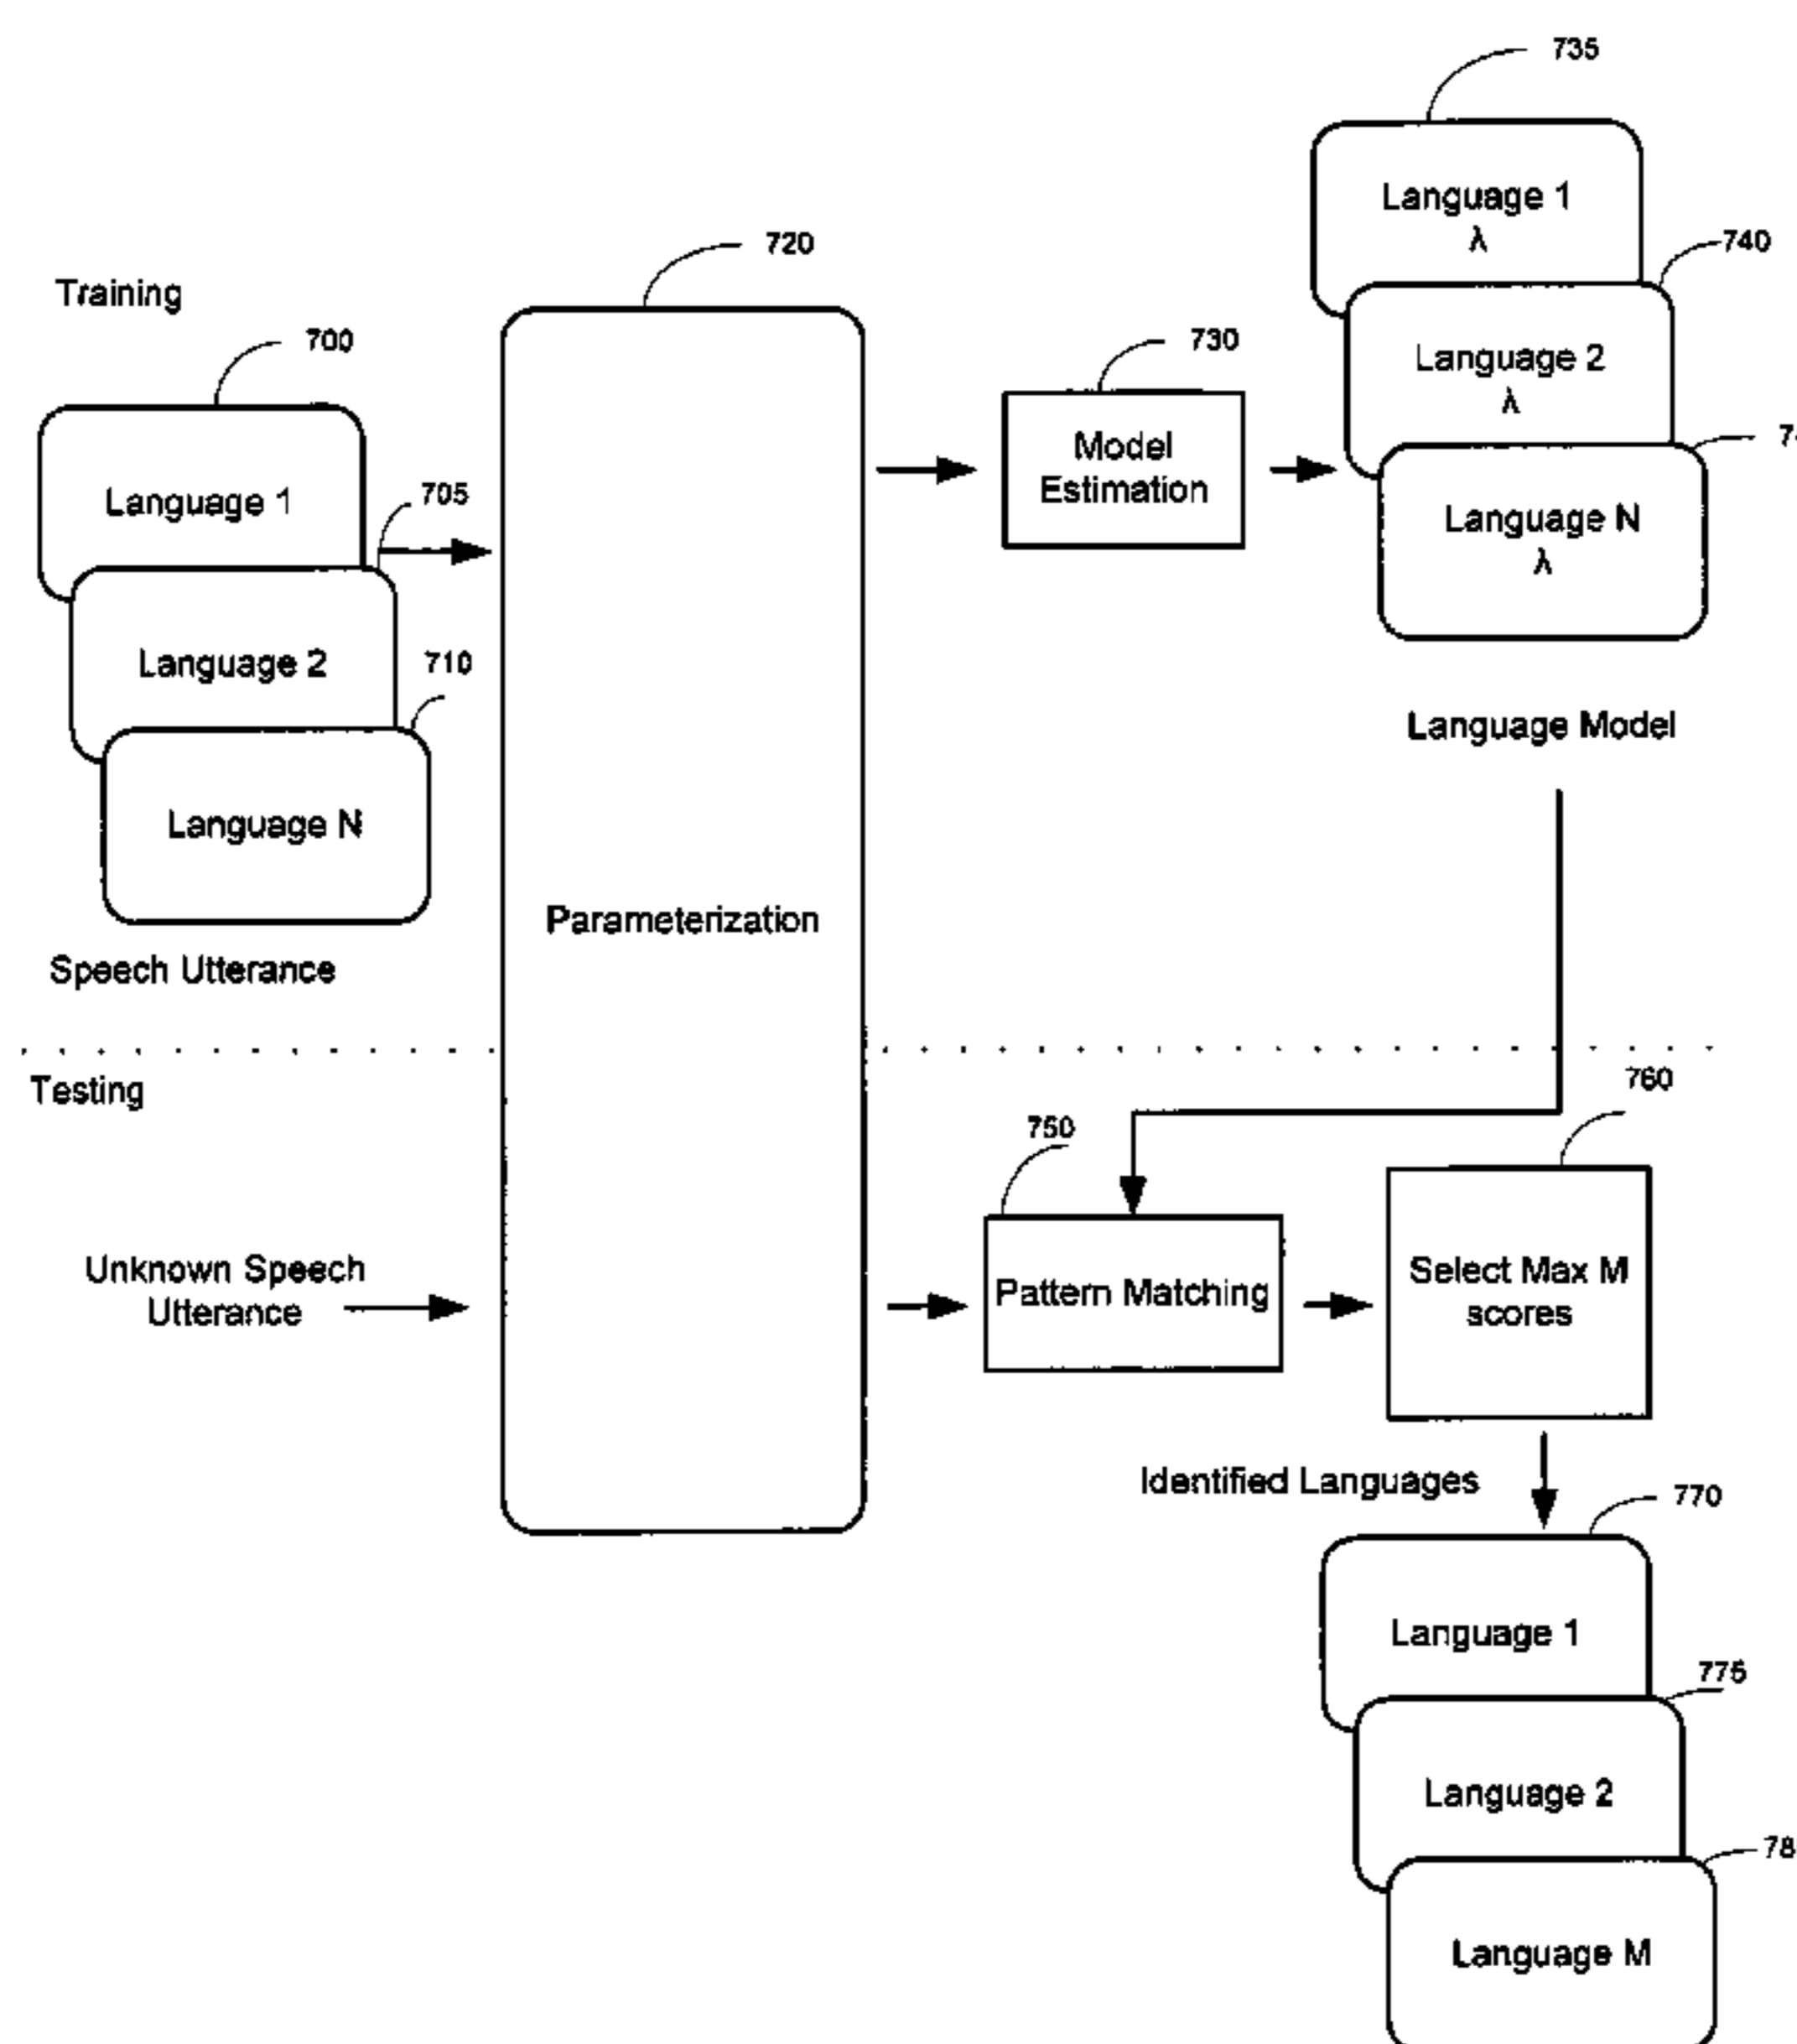 735
Language 1
λ
720
740
Training
Language 2
λ
700
730
Language 1
705
Model
Estimation
Language N
λ
Language 2
710
Language Model
Language N
Parameterization
Speech Utterance
Testing
760
750
Unknown Speech
Utterance
Pattern Matching
Select Max M
scores
Identified Languages
770
Language 1
775
Language 2
Language M